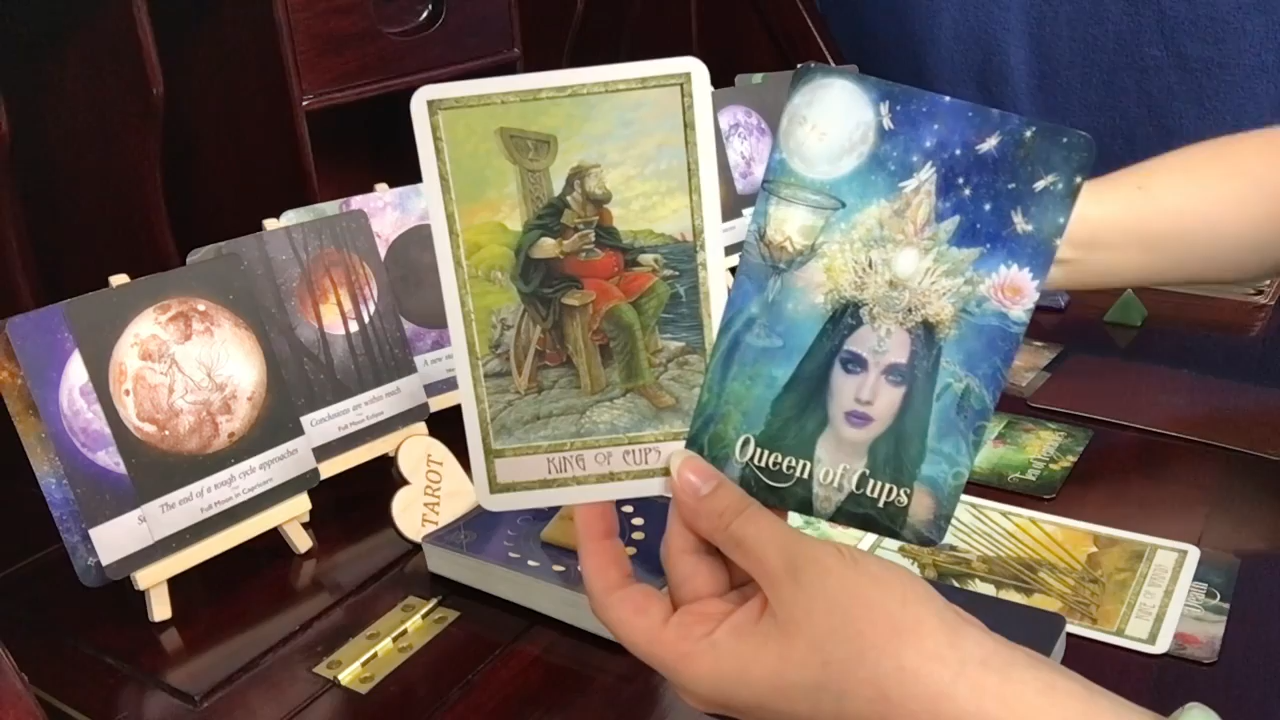 KING OF CUPS
Queen of Cups
The end of a rough cycle approaches
Full Moon in Capricorn
Conclusions are within reach
Full Moon Eclipse
A new
TAROT
Death